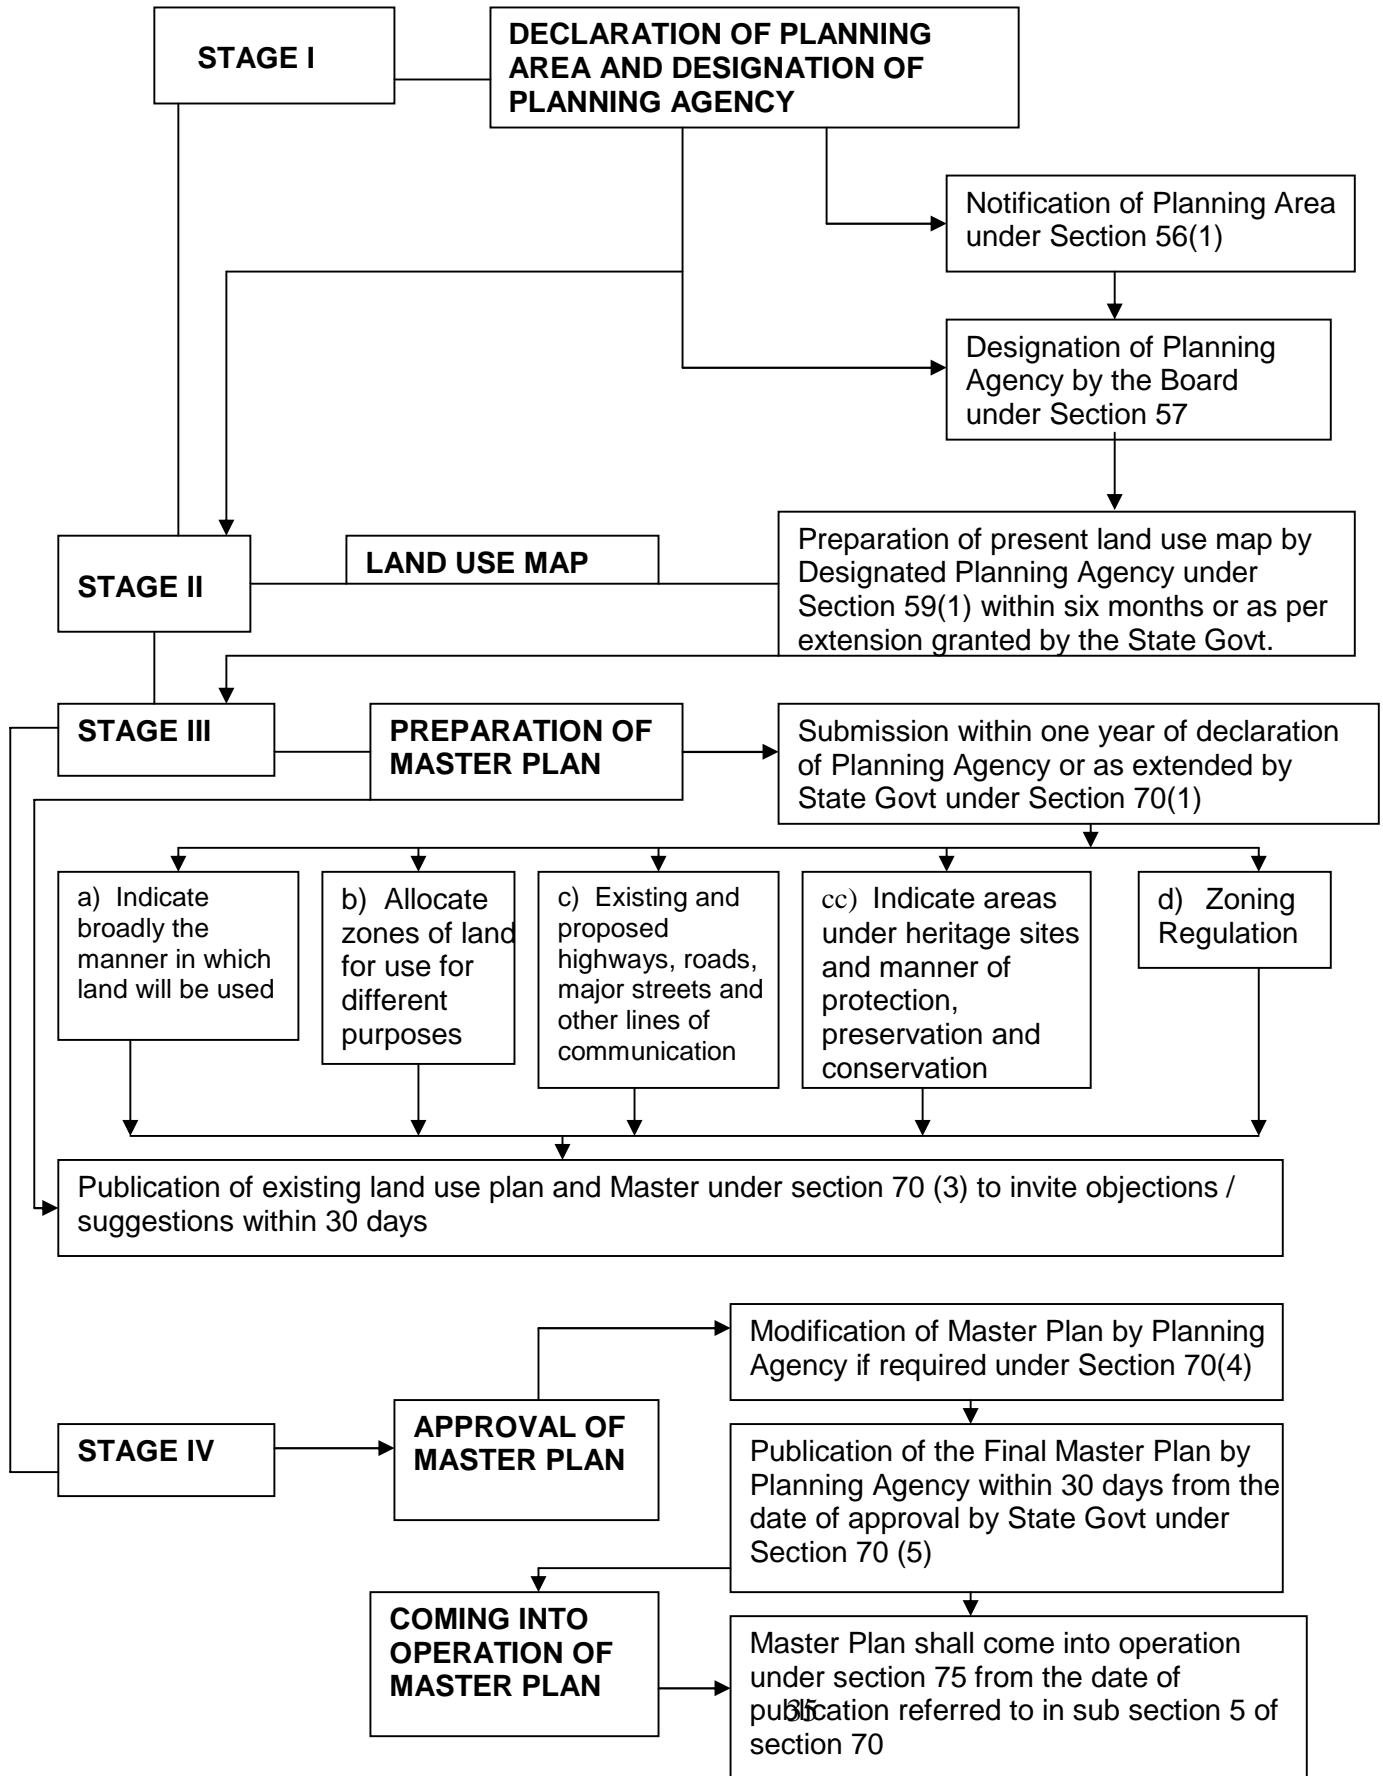 STAGE I
DECLARATION OF PLANNING
AREA AND DESIGNATION OF
PLANNING AGENCY
Notification of Planning Area
under Section 56(1)
Designation of Planning
Agency by the Board
under Section 57
STAGE II
LAND USE MAP
Preparation of present land use map by
Designated Planning Agency under
Section 59(1) within six months or as per
extension granted by the State Govt.
STAGE III
PREPARATION OF
MASTER PLAN
Submission within one year of declaration
of Planning Agency or as extended by
State Govt under Section 70(1)
a) Indicate
broadly the
manner in which
land will be used
b) Allocate
zones of land
for use for
different
purposes
c) Existing and
proposed
highways, roads,
major streets and
other lines of
communication
cc) Indicate areas
under heritage sites
and manner of
protection,
preservation and
conservation
d) Zoning
Regulation
Publication of existing land use plan and Master under section 70 (3) to invite objections /
suggestions within 30 days
Modification of Master Plan by Planning
Agency if required under Section 70(4)
STAGE IV
APPROVAL OF
MASTER PLAN
Publication of the Final Master Plan by
Planning Agency within 30 days from the
date of approval by State Govt under
Section 70 (5)
COMING INTO
OPERATION OF
MASTER PLAN
Master Plan shall come into operation
under section 75 from the date of
publication referred to in sub section 5 of
section 70
35